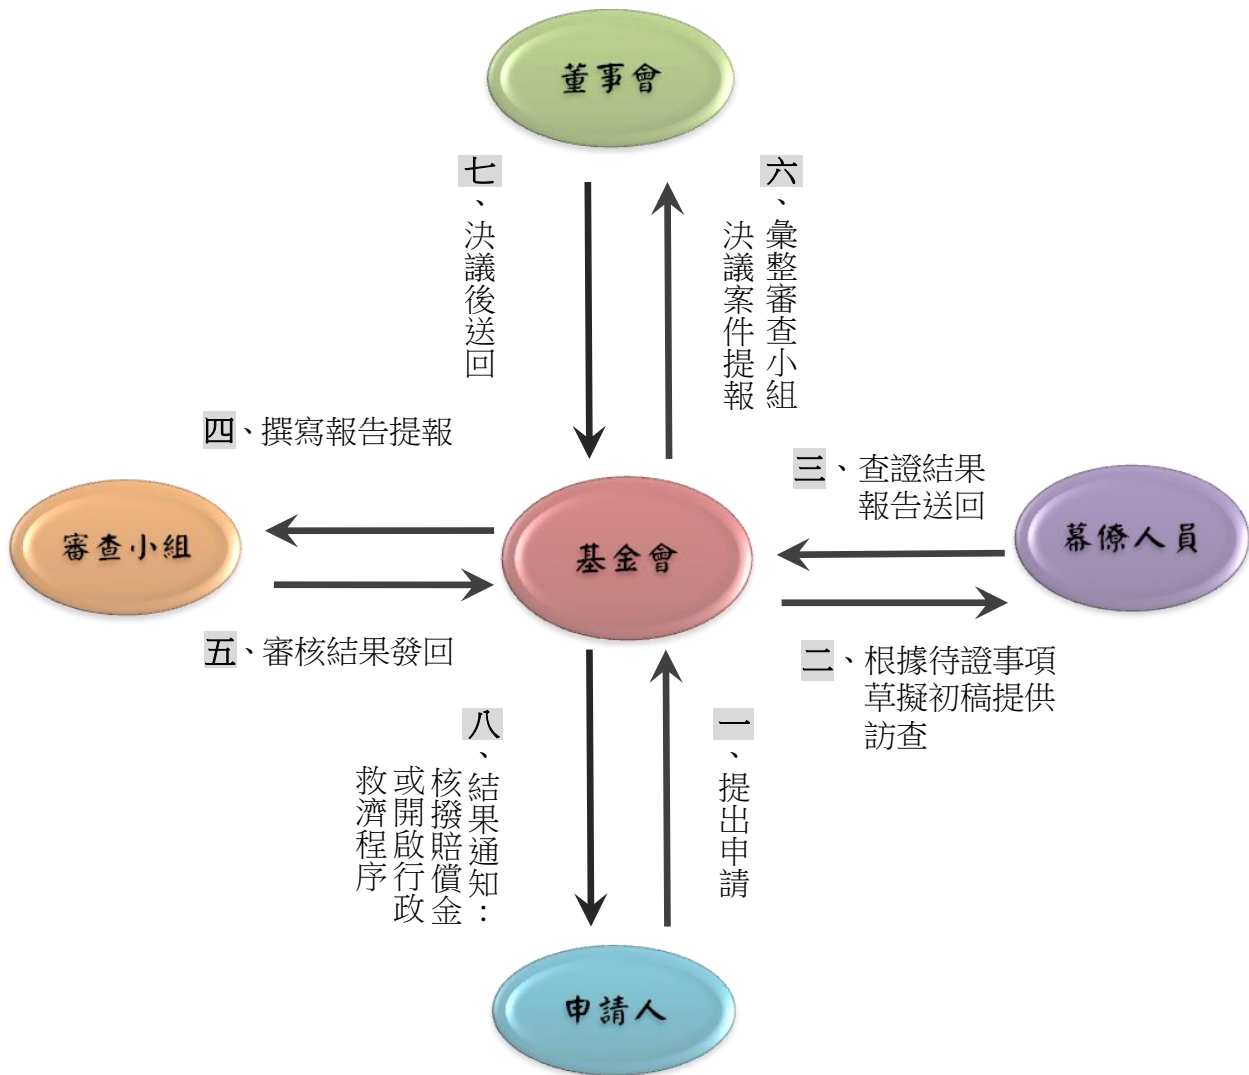 董事會
七、決議後送回
六、彙整審查小組
決議案件提報
四、撰寫報告提報
三、查證結果
報告送回
審查小組
基金會
幕僚人員
五、審核結果發回
二、根據待證事項
草擬初稿提供
訪查
八、結果通知：
核撥賠償金
或開啟行政
救濟程序
一、提出申請
申請人